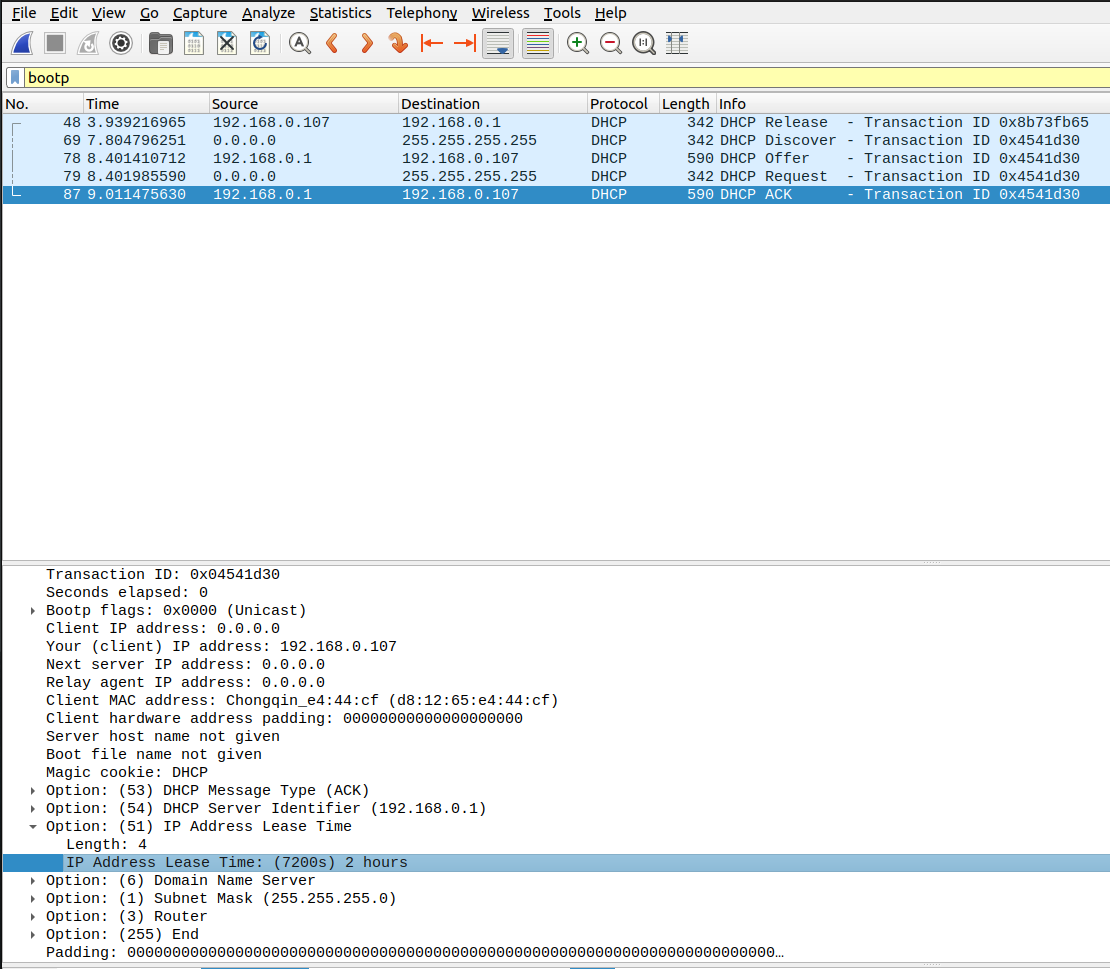 File Edit View Go Capture Analyze Statistics Telephony Wireless Tools Help
bootp
No. Time Source Destination Protocol Length Info
48 3.939216965 192.168.0.107 192.168.0.1 DHCP 342 DHCP Release - Transaction ID 0x8b73fb65
69 7.804796251 0.0.0.0 255.255.255.255 DHCP 342 DHCP Discover - Transaction ID 0x4541d30
78 8.401410712 192.168.0.1 192.168.0.107 DHCP 590 DHCP Offer - Transaction ID 0x4541d30
79 8.401985590 0.0.0.0 255.255.255.255 DHCP 342 DHCP Request - Transaction ID 0x4541d30
87 9.011475630 192.168.0.1 192.168.0.107 DHCP 590 DHCP ACK - Transaction ID 0x4541d30
Transaction ID: 0x04541d30
Seconds elapsed: 0
Bootp flags: 0x0000 (Unicast)
Client IP address: 0.0.0.0
Your (client) IP address: 192.168.0.107
Next server IP address: 0.0.0.0
Relay agent IP address: 0.0.0.0
Client MAC address: Chongqin_e4:44:cf (d8:12:65:e4:44:cf)
Client hardware address padding: 00000000000000000000
Server host name not given
Boot file name not given
Magic cookie: DHCP
Option: (53) DHCP Message Type (ACK)
Option: (54) DHCP Server Identifier (192.168.0.1)
Option: (51) IP Address Lease Time
Length: 4
IP Address Lease Time: (7200s) 2 hours
Option: (6) Domain Name Server
Option: (1) Subnet Mask (255.255.255.0)
Option: (3) Router
Option: (255) End
Padding: 000000000000000000000000000000000000000000000000000000000000000000000000…